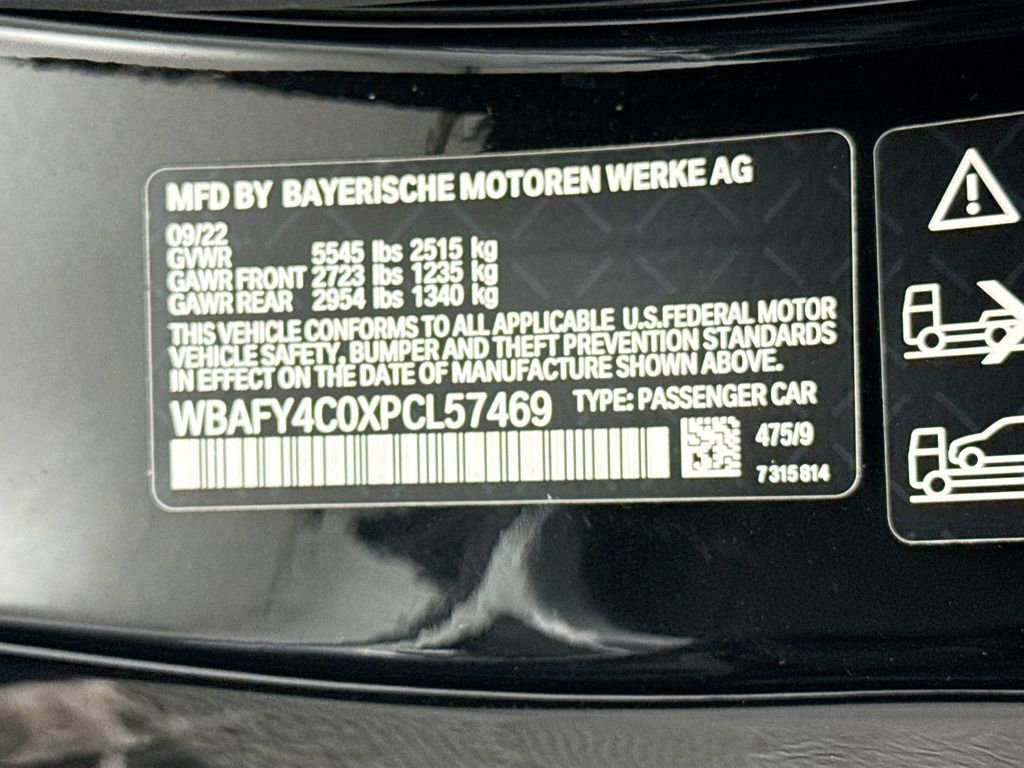 MFD BY BAYERISCHE MOTOREN WERKE AG
09/22
GVWR 5545 lbs 2515 kg
GAWR FRONT 2723 lbs 1235 kg
GAWR REAR 2954 lbs 1340 kg
THIS VEHICLE CONFORMS TO ALL APPLICABLE U.S.FEDERAL MOTOR
VEHICLE SAFETY, BUMPER AND THEFT PREVENTION STANDARDS
IN EFFECT ON THE DATE OF MANUFACTURE SHOWN ABOVE.
WBAFY4C0XPCL57469 TYPE: PASSENGER CAR
475/9
7315814